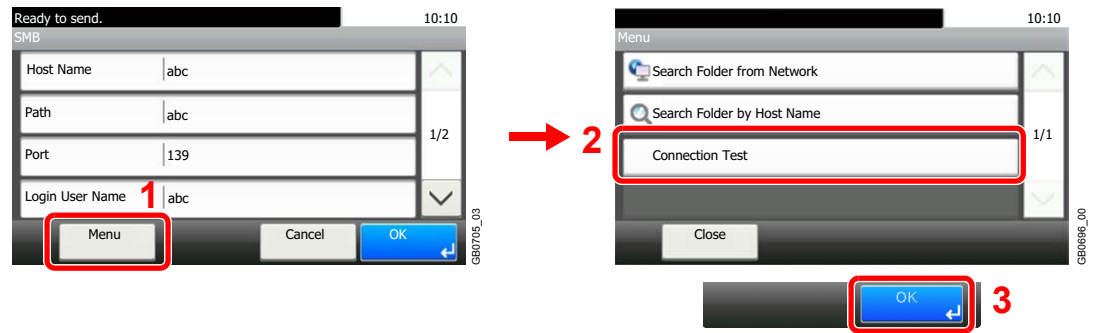 Ready to send.
10:10
SMB
Host Name abc
Path abc
Port 139
Login User Name abc
1/2
1
Menu
Cancel
OK
GB0705_03
2
10:10
Menu
Search Folder from Network
Search Folder by Host Name
Connection Test
1/1
Close
GB0696_00
OK
3